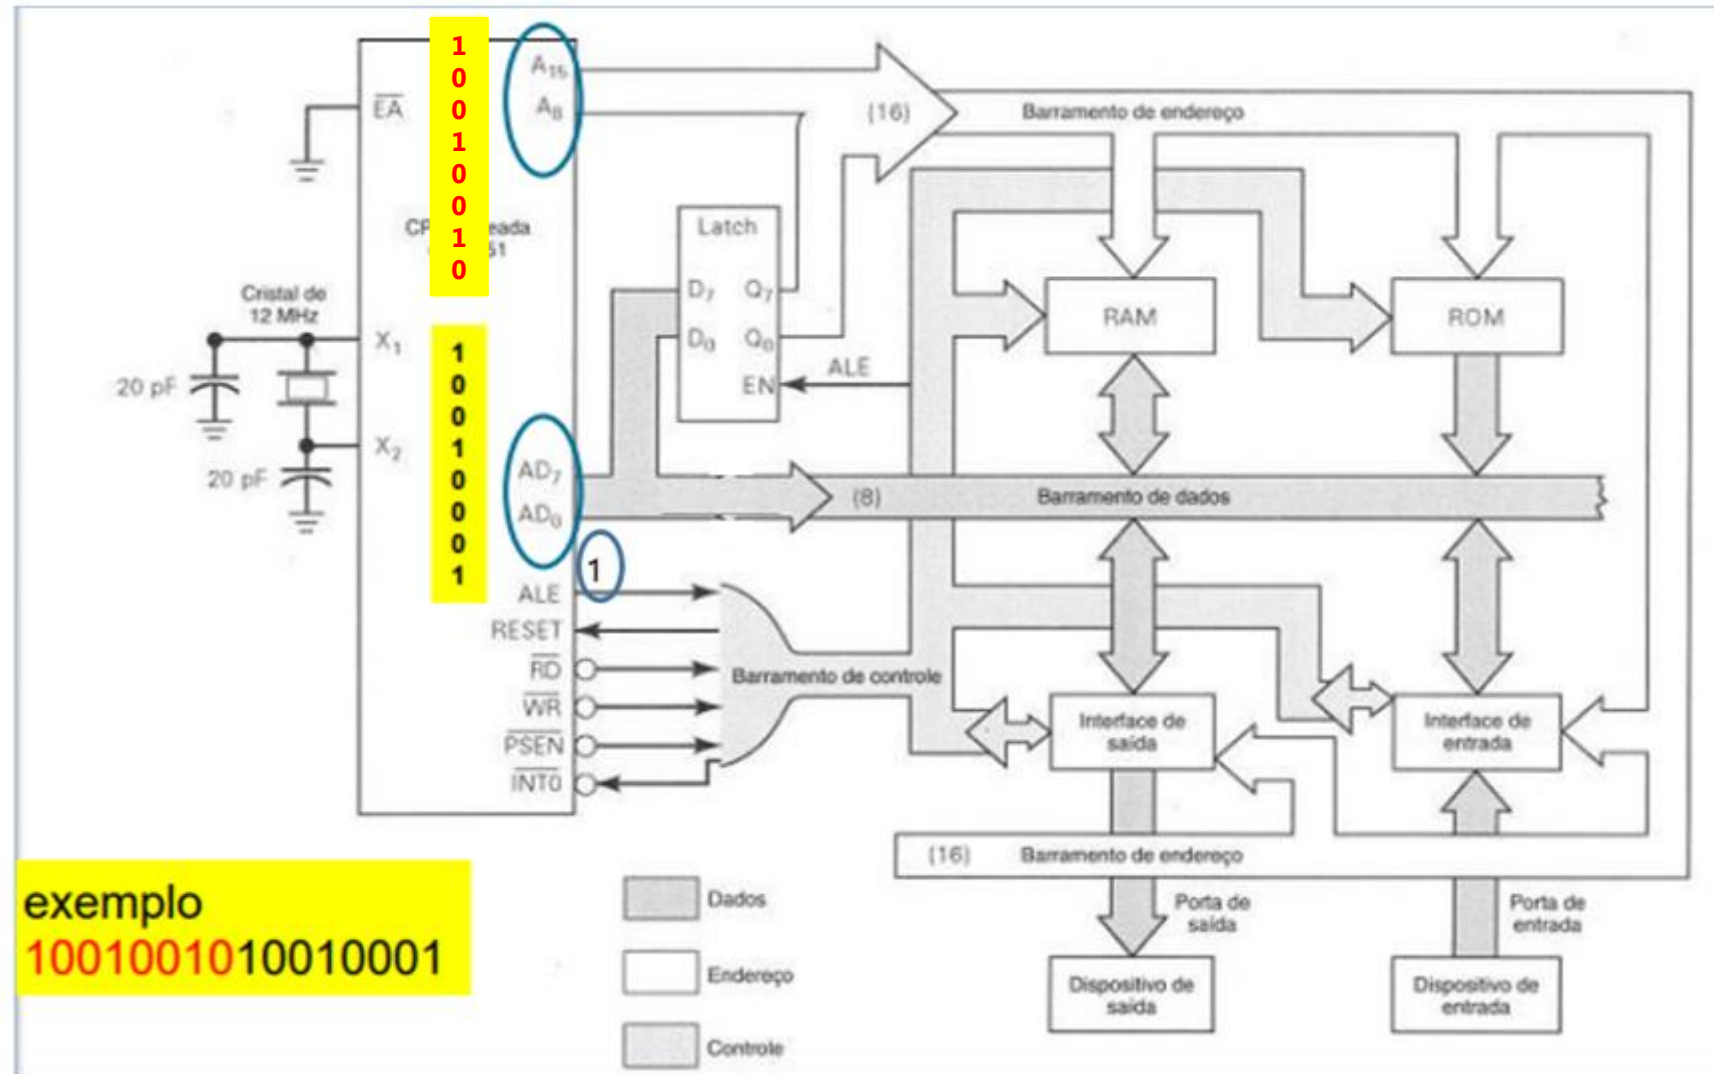 1
0
0
1
0
0
1
0
A15
A8
EA
(16)
Barramento de endereço
Latch
D7 Q7
D0 Q0
EN
ALE
RAM
ROM
Cristal de
12 MHz
X1
20 pF
X2
20 pF
1
0
0
1
0
0
0
1
AD7
AD0
(8)
Barramento de dados
1
ALE
RESET
RD
WR
PSEN
INT0
Barramento de controle
Interface de
saída
Interface de
entrada
(16)
Barramento de endereço
exemplo
1001001010010001
Dados
Endereço
Controle
Porta de
saída
Porta de
entrada
Dispositivo de
saída
Dispositivo de
entrada